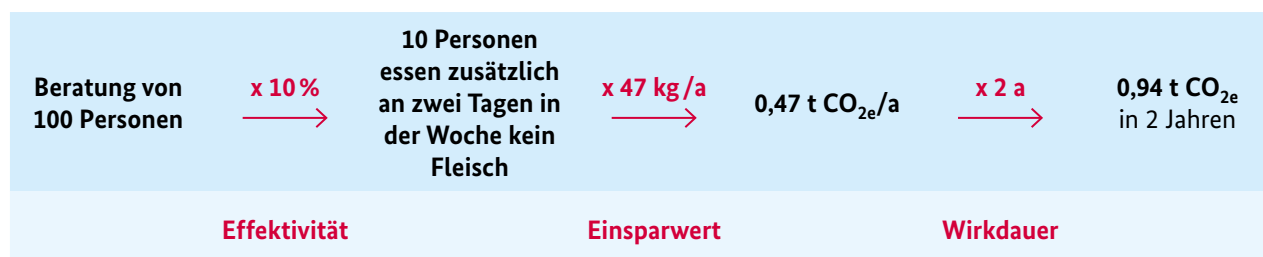 Beratung von
100 Personen
x 10 %
10 Personen
essen zusätzlich
an zwei Tagen in
der Woche kein
Fleisch
x 47 kg/a
0,47 t CO2e/a
x 2 a
0,94 t CO2e
in 2 Jahren
Effektivität
Einsparwert
Wirkdauer